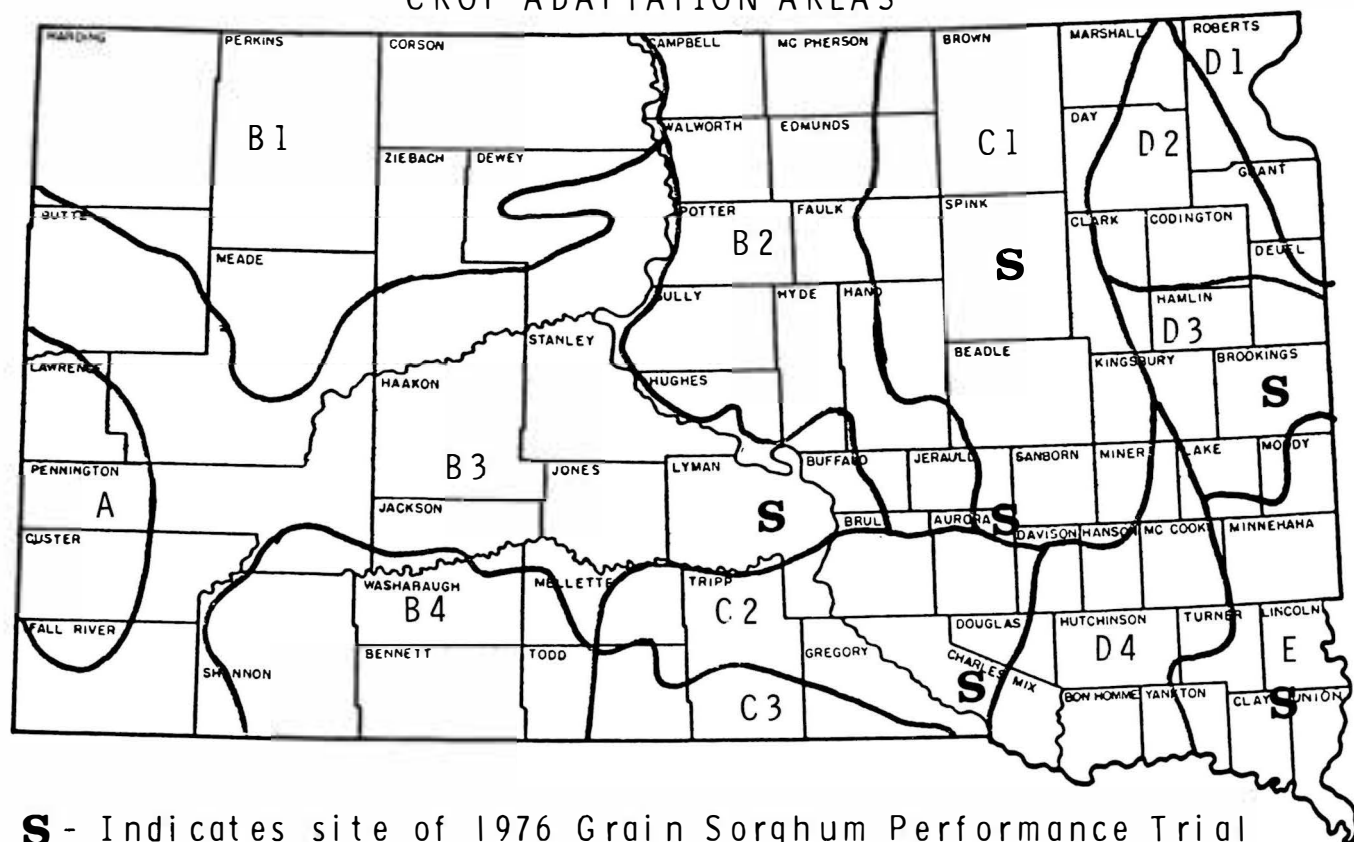 CROP ADAPTATION AREAS
HARDING
PERKINS
CORSON
CAMPBELL
MC PHERSON
BROWN
MARSHALL
ROBERTS
D1
B1
WALWORTH
EDMUNDS
C1
DAY
D2
ZIEBACH
DEWEY
GRANT
BUTTE
POTTER
FAULK
SPINK
CLARK
CODINGTON
B2
MEADE
S
DEUEL
SULLY
HYDE
HAND
HAMLIN
D3
STANLEY
BEADLE
KINGSBURY
BROOKINGS
LAWRENCE
HAAKON
HUGHES
S
PENNINGTON
B3
JONES
LYMAN
BUFFALO
JERAULD
SANBORN
MINER
LAKE
MOODY
A
JACKSON
S
BRUL
AURORA
S
DAVISON
HANSON
MC COOK
MINNEHAHA
CUSTER
WASHABAUGH
MELLETTE
TRIPP
B4
C2
FALL RIVER
DOUGLAS
HUTCHINSON
TURNER
LINCOLN
SHANNON
BENNETT
TODD
GREGORY
D4
E
CHARLES MIX
S
C3
BON HOMME
YANKTON
CLAY
S
UNION
S - Indicates site of 1976 Grain Sorghum Performance Trial